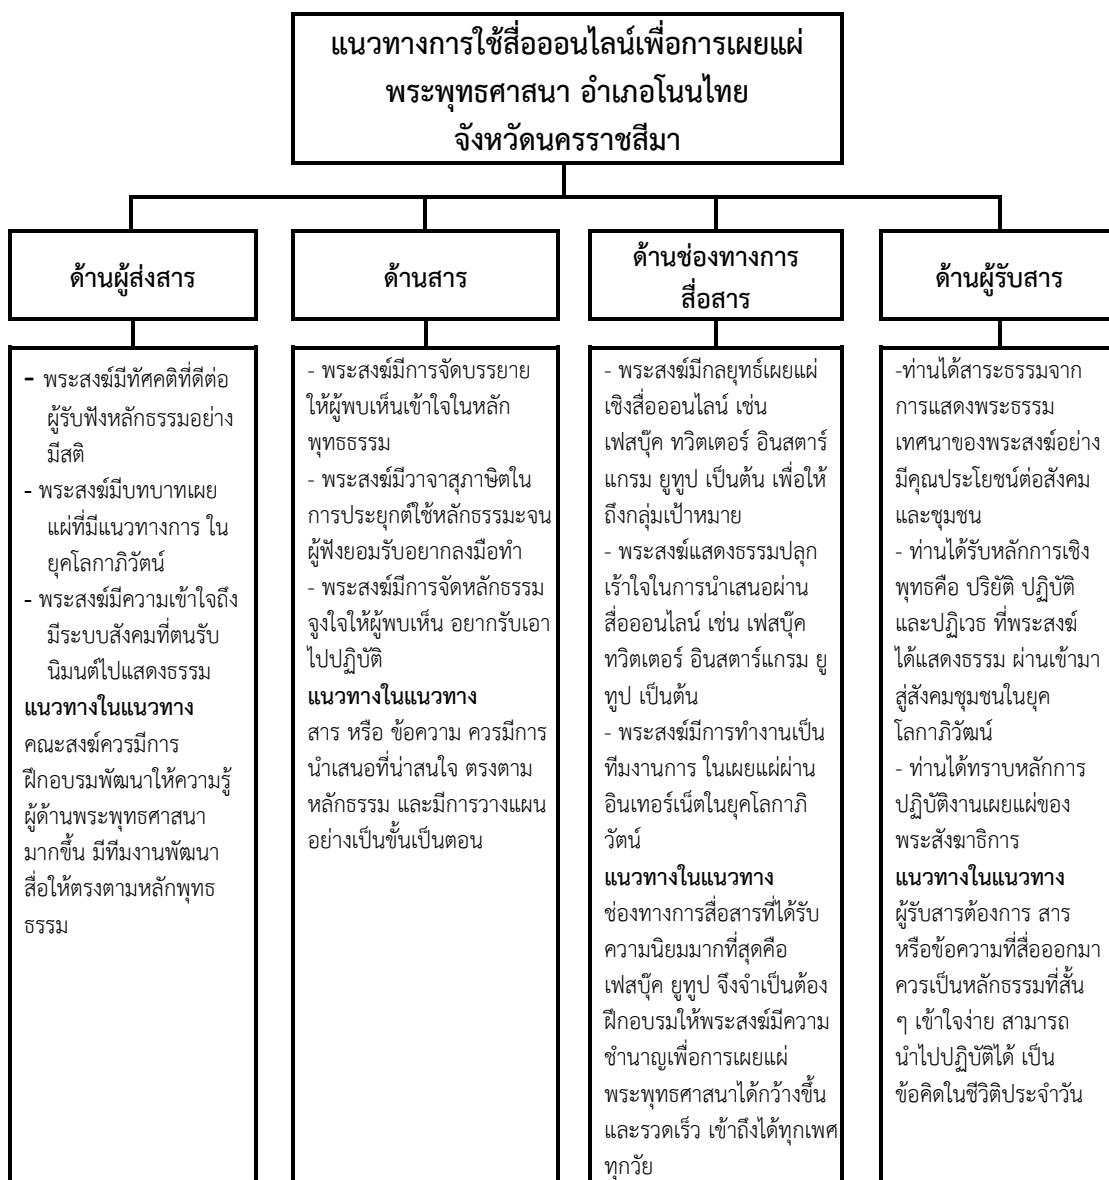 แนวทางการใช้สื่อออนไลน์เพื่อการเผยแผ่
พระพุทธศาสนา อำเภอโนนไทย
จังหวัดนครราชสีมา
ด้านผู้ส่งสาร
- พระสงฆ์มีทัศคติที่ดีต่อ
ผู้รับฟังหลักธรรมอย่าง
มีสติ
- พระสงฆ์มีบทบาทเผย
แผ่ที่มีแนวทางการ ใน
ยุคโลกาภิวัตน์
- พระสงฆ์มีความเข้าใจถึง
มีระบบสังคมที่ตนรับ
นิมนต์ไปแสดงธรรม
แนวทางในแนวทาง
คณะสงฆ์ควรมีการ
ฝึกอบรมพัฒนาให้ความรู้
ผู้ด้านพระพุทธศาสนา
มากขึ้น มีทีมงานพัฒนา
สื่อให้ตรงตามหลักพุทธ
ธรรม
ด้านสาร
- พระสงฆ์มีการจัดบรรยาย
ให้ผู้พบเห็นเข้าใจในหลัก
พุทธธรรม
- พระสงฆ์มีวาจาสุภาษิตใน
การประยุกต์ใช้หลักธรรมะจน
ผู้ฟังยอมรับอยากลงมือทำ
- พระสงฆ์มีการจัดหลักธรรม
จูงใจให้ผู้พบเห็น อยากรับเอา
ไปปฏิบัติ
แนวทางในแนวทาง
สาร หรือ ข้อความ ควรมีการ
นำเสนอที่น่าสนใจ ตรงตาม
หลักธรรม และมีการวางแผน
อย่างเป็นขั้นเป็นตอน
ด้านช่องทางการ
สื่อสาร
- พระสงฆ์มีกลยุทธ์เผยแผ่
เชิงสื่อออนไลน์ เช่น
เฟสบุ๊ค ทวิตเตอร์ อินสตาร์
แกรม ยูทูป เป็นต้น เพื่อให้
ถึงกลุ่มเป้าหมาย
- พระสงฆ์แสดงธรรมปลุก
เร้าใจในการนำเสนอผ่าน
สื่อออนไลน์ เช่น เฟสบุ๊ค
ทวิตเตอร์ อินสตาร์แกรม ยู
ทูป เป็นต้น
- พระสงฆ์มีการทำงานเป็น
ทีมงานการ ในเผยแผ่ผ่าน
อินเทอร์เน็ตในยุคโลกาภิ
วัตน์
แนวทางในแนวทาง
ช่องทางการสื่อสารที่ได้รับ
ความนิยมมากที่สุดคือ
เฟสบุ๊ค ยูทูป จึงจำเป็นต้อง
ฝึกอบรมให้พระสงฆ์มีความ
ชำนาญเพื่อการเผยแผ่
พระพุทธศาสนาได้กว้างขึ้น
และรวดเร็ว เข้าถึงได้ทุกเพศ
ทุกวัย
ด้านผู้รับสาร
-ท่านได้สาระธรรมจาก
การแสดงพระธรรม
เทศนาของพระสงฆ์อย่าง
มีคุณประโยชน์ต่อสังคม
และชุมชน
- ท่านได้รับหลักการเชิง
พุทธคือ ปริยัติ ปฏิบัติ
และปฏิเวธ ที่พระสงฆ์
ได้แสดงธรรม ผ่านเข้ามา
สู่สังคมชุมชนในยุค
โลกาภิวัฒน์
- ท่านได้ทราบหลักการ
ปฏิบัติงานเผยแผ่ของ
พระสังฆาธิการ
แนวทางในแนวทาง
ผู้รับสารต้องการ สาร
หรือข้อความที่สื่อออกมา
ควรเป็นหลักธรรมที่สั้น
ๆ เข้าใจง่าย สามารถ
นำไปปฏิบัติได้ เป็น
ข้อคิดในชีวิติประจำวัน